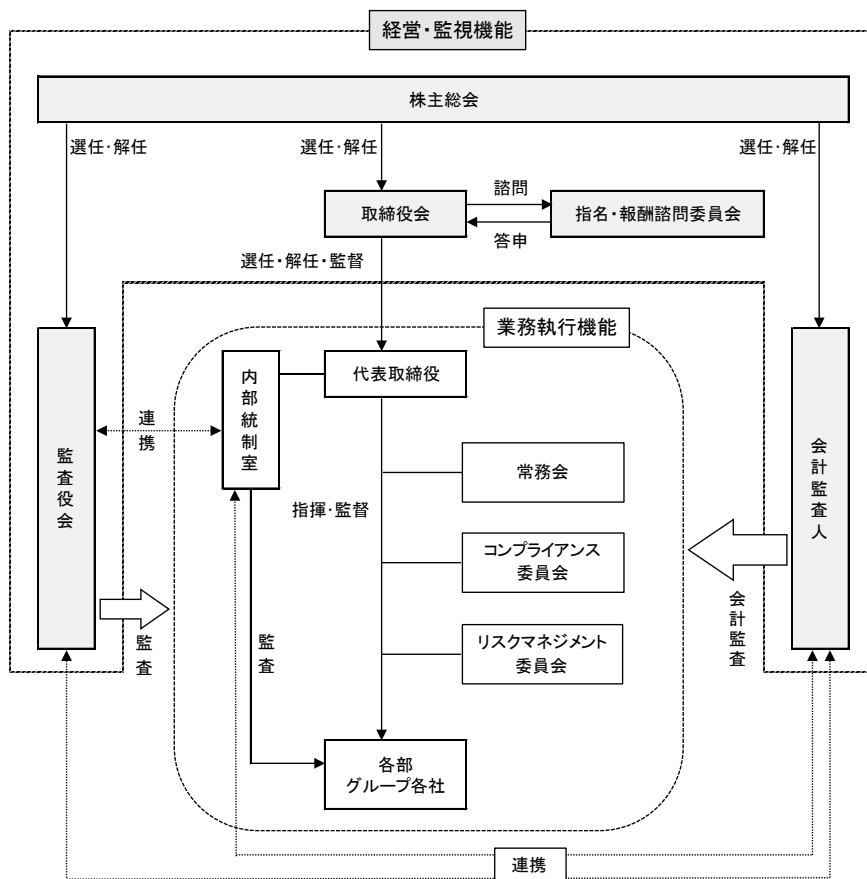 経営・監視機能
株主総会
選任・解任
選任・解任
選任・解任
取締役会
諮問
答申
指名・報酬諮問委員会
選任・解任・監督
業務執行機能
代表取締役
内部統制室
連携
監査役会
会計監査人
常務会
指揮・監督
コンプライアンス
委員会
リスクマネジメント
委員会
監査
監査
会計監査
各部
グループ各社
連携